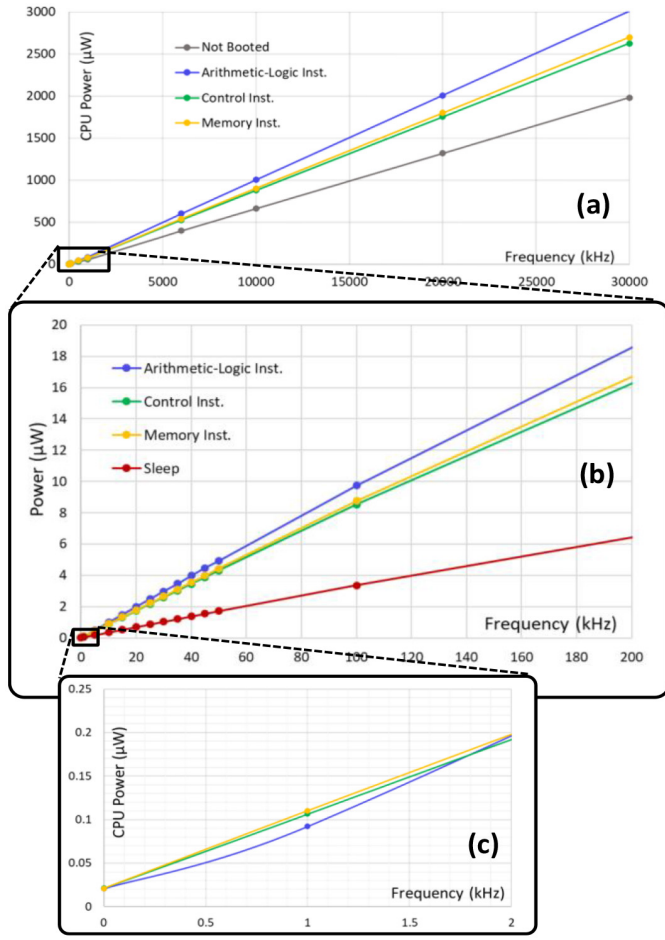 3000
2500
2000
1500
1000
500
0
CPU Power (μW)
Not Booted
Arithmetic-Logic Inst.
Control Inst.
Memory Inst.
(a)
Frequency (kHz)
0 5000 10000 15000 20000 25000 30000
20
18
16
14
12
10
8
6
4
2
0
Power (μW)
Arithmetic-Logic Inst.
Control Inst.
Memory Inst.
Sleep
(b)
Frequency (kHz)
0 20 40 60 80 100 120 140 160 180 200
0.25
0.2
0.15
0.1
0.05
0
CPU Power (μW)
(c)
Frequency (kHz)
0 0.5 1 1.5 2